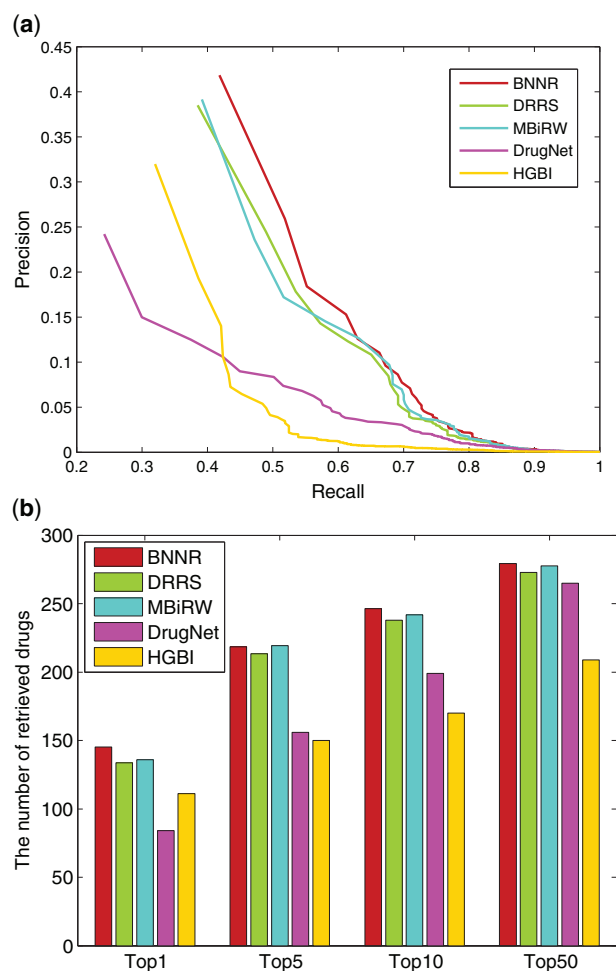 (a)
0.45
0.4
0.35
0.3
0.25
0.2
0.15
0.1
0.05
0
Precision
BNNR
DRRS
MBiRW
DrugNet
HGBI
0.2 0.3 0.4 0.5 0.6 0.7 0.8 0.9 1
Recall
(b)
300
250
200
150
100
50
0
The number of retrieved drugs
BNNR
DRRS
MBiRW
DrugNet
HGBI
Top1 Top5 Top10 Top50